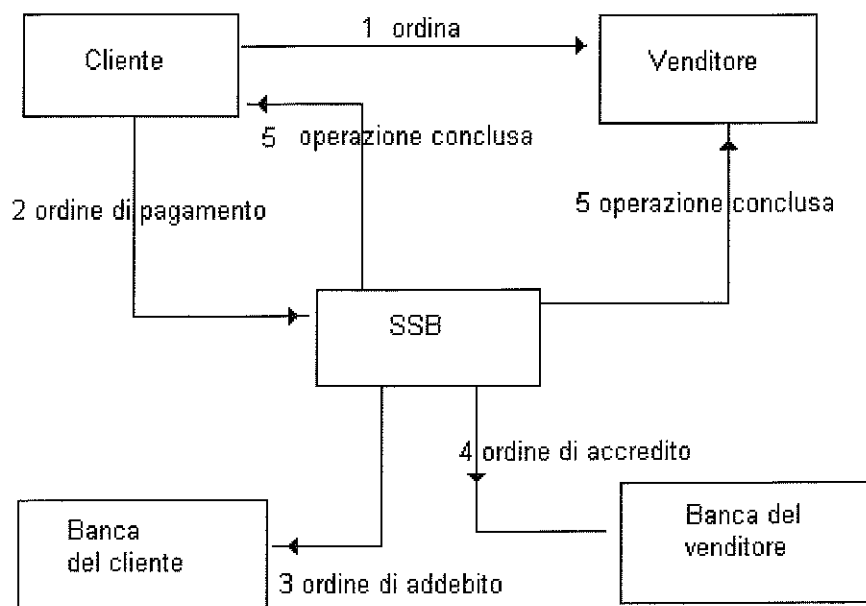 1 ordina
Cliente
Venditore
5 operazione conclusa
2 ordine di pagamento
5 operazione conclusa
SSB
4 ordine di accredito
Banca
del cliente
Banca del
venditore
3 ordine di addebito